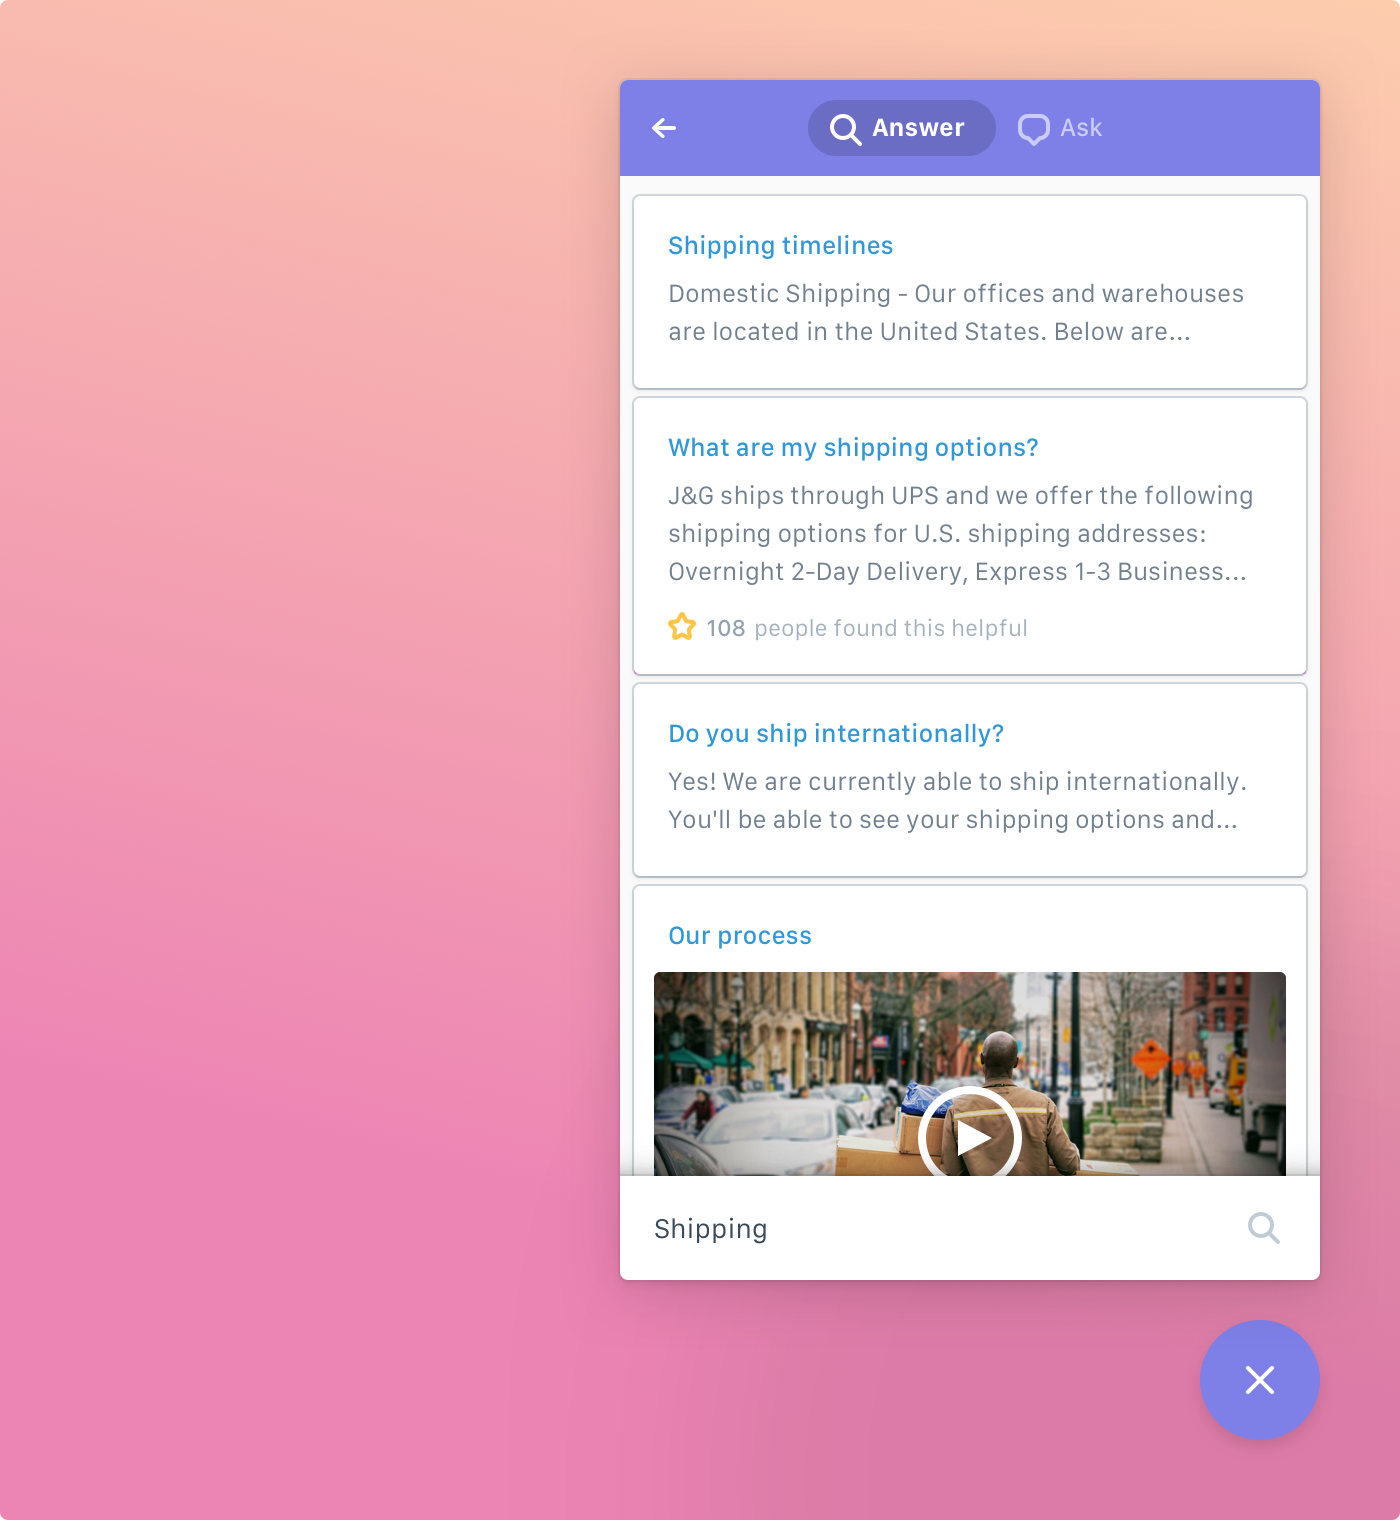 Answer
Ask
Shipping timelines
Domestic Shipping - Our offices and warehouses
are located in the United States. Below are...
What are my shipping options?
J&G ships through UPS and we offer the following
shipping options for U.S. shipping addresses:
Overnight 2-Day Delivery, Express 1-3 Business...
108 people found this helpful
Do you ship internationally?
Yes! We are currently able to ship internationally.
You'll be able to see your shipping options and...
Our process
Shipping